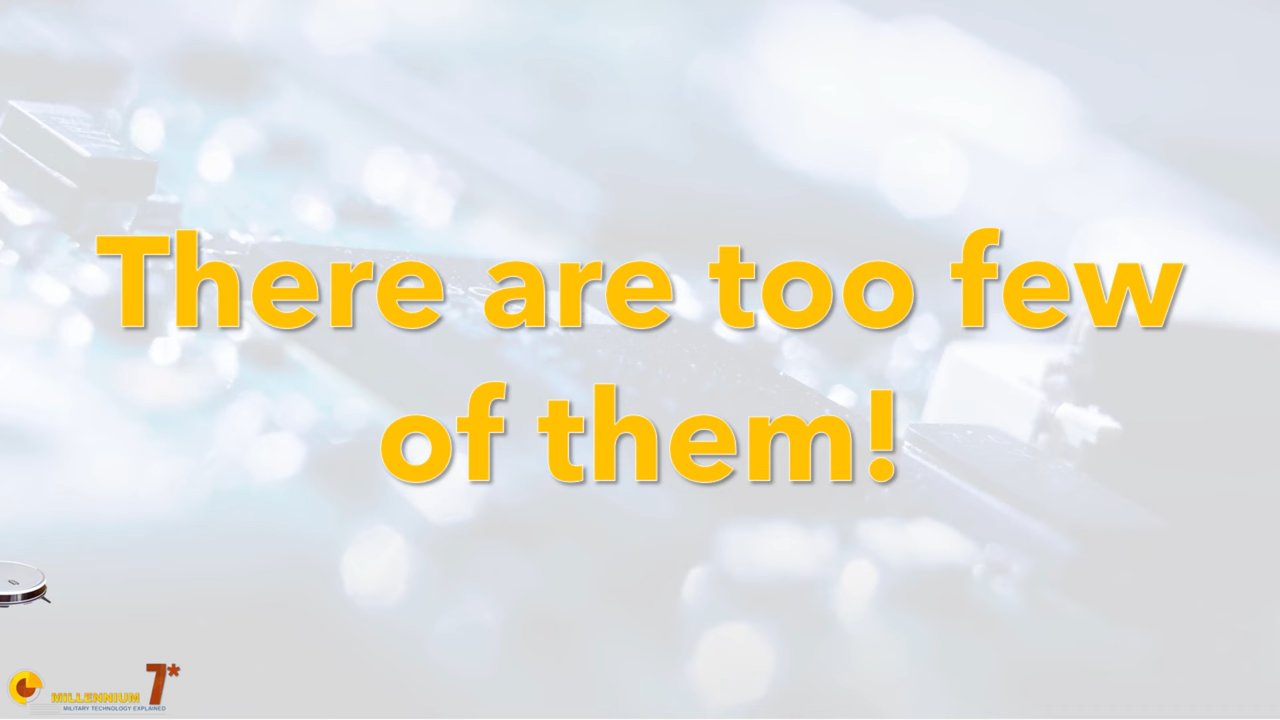 There are too few
of them!
MILLENNIUM 7*
MILITARY TECHNOLOGY EXPLAINED